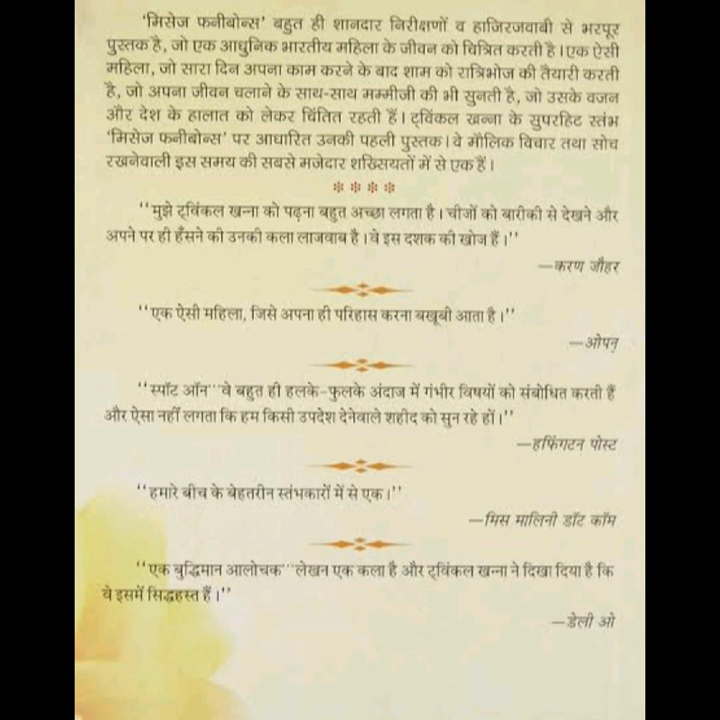 ‘मिसेज फनीबोन्स’ बहुत ही शानदार निरीक्षणों व हाजिरजवाबी से भरपूर
पुस्तक है, जो एक आधुनिक भारतीय महिला के जीवन को चित्रित करती है। एक ऐसी
महिला, जो सारा दिन अपना काम करने के बाद शाम को रात्रिभोज की तैयारी करती
है, जो अपना जीवन चलाने के साथ-साथ मम्मीजी की भी सुनती है, जो उसके वजन
और देश के हालात को लेकर चिंतित रहती हैं। ट्विंकल खन्ना के सुपरहिट स्तंभ
‘मिसेज फनीबोन्स’ पर आधारित उनकी पहली पुस्तक। वे मौलिक विचार तथा सोच
रखनेवाली इस समय की सबसे मजेदार शख्सियतों में से एक हैं।
‘‘मुझे ट्विंकल खन्ना को पढ़ना बहुत अच्छा लगता है। चीजों को बारीकी से देखने और
अपने पर ही हँसने की उनकी कला लाजवाब है। वे इस दशक की खोज हैं।’’
—करण जौहर
‘‘एक ऐसी महिला, जिसे अपना ही परिहास करना बखूबी आता है।’’
—ओपन्
‘‘स्पॉट ऑन...वे बहुत ही हलके-फुलके अंदाज में गंभीर विषयों को संबोधित करती हैं
और ऐसा नहीं लगता कि हम किसी उपदेश देनेवाले शहीद को सुन रहे हों।’’
—हफिंगटन पोस्ट
‘‘हमारे बीच के बेहतरीन स्तंभकारों में से एक।’’
—मिस मालिनी डॉट कॉम
‘‘एक बुद्धिमान आलोचक...लेखन एक कला है और ट्विंकल खन्ना ने दिखा दिया है कि
वे इसमें सिद्धहस्त हैं।’’
—डेली ओ